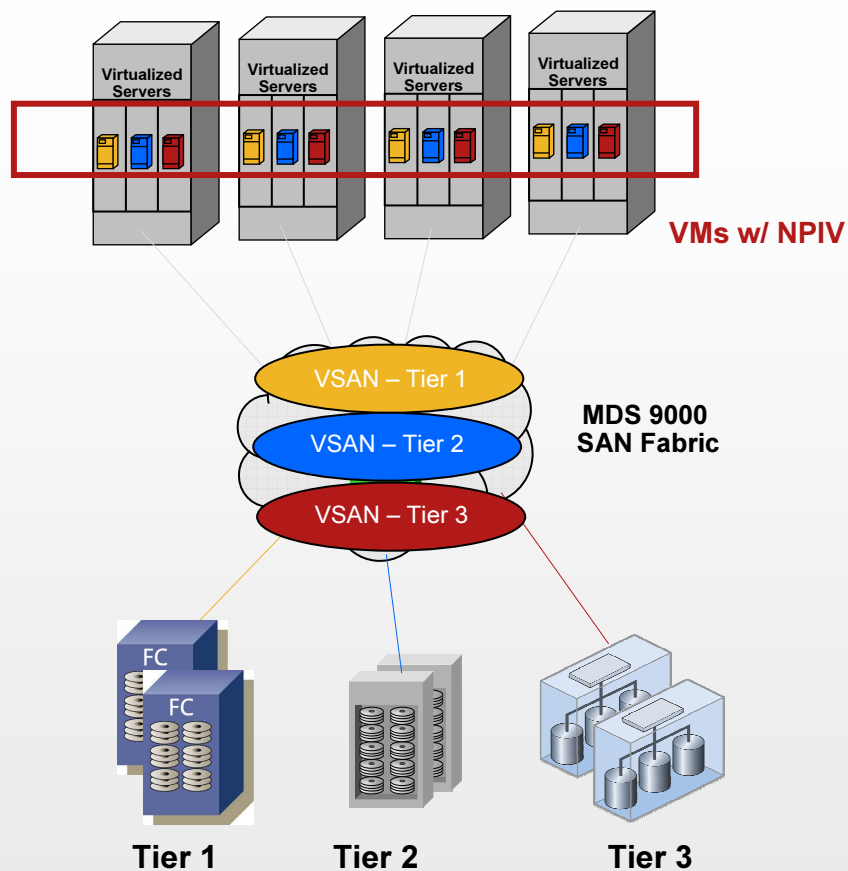 Virtualized
Servers
Virtualized
Servers
Virtualized
Servers
Virtualized
Servers
VMs w/ NPIV
VSAN – Tier 1
VSAN – Tier 2
VSAN – Tier 3
MDS 9000
SAN Fabric
FC
FC
Tier 1
Tier 2
Tier 3